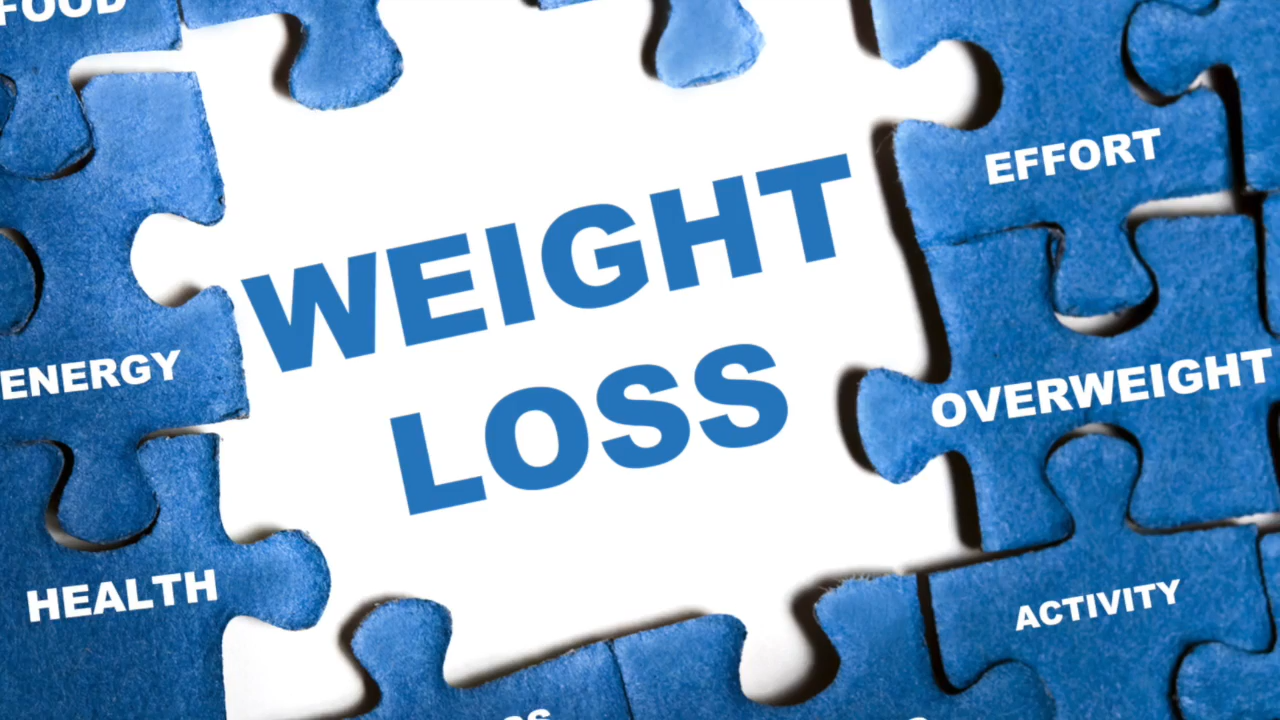 FOOD
EFFORT
WEIGHT
LOSS
ENERGY
OVERWEIGHT
HEALTH
ACTIVITY